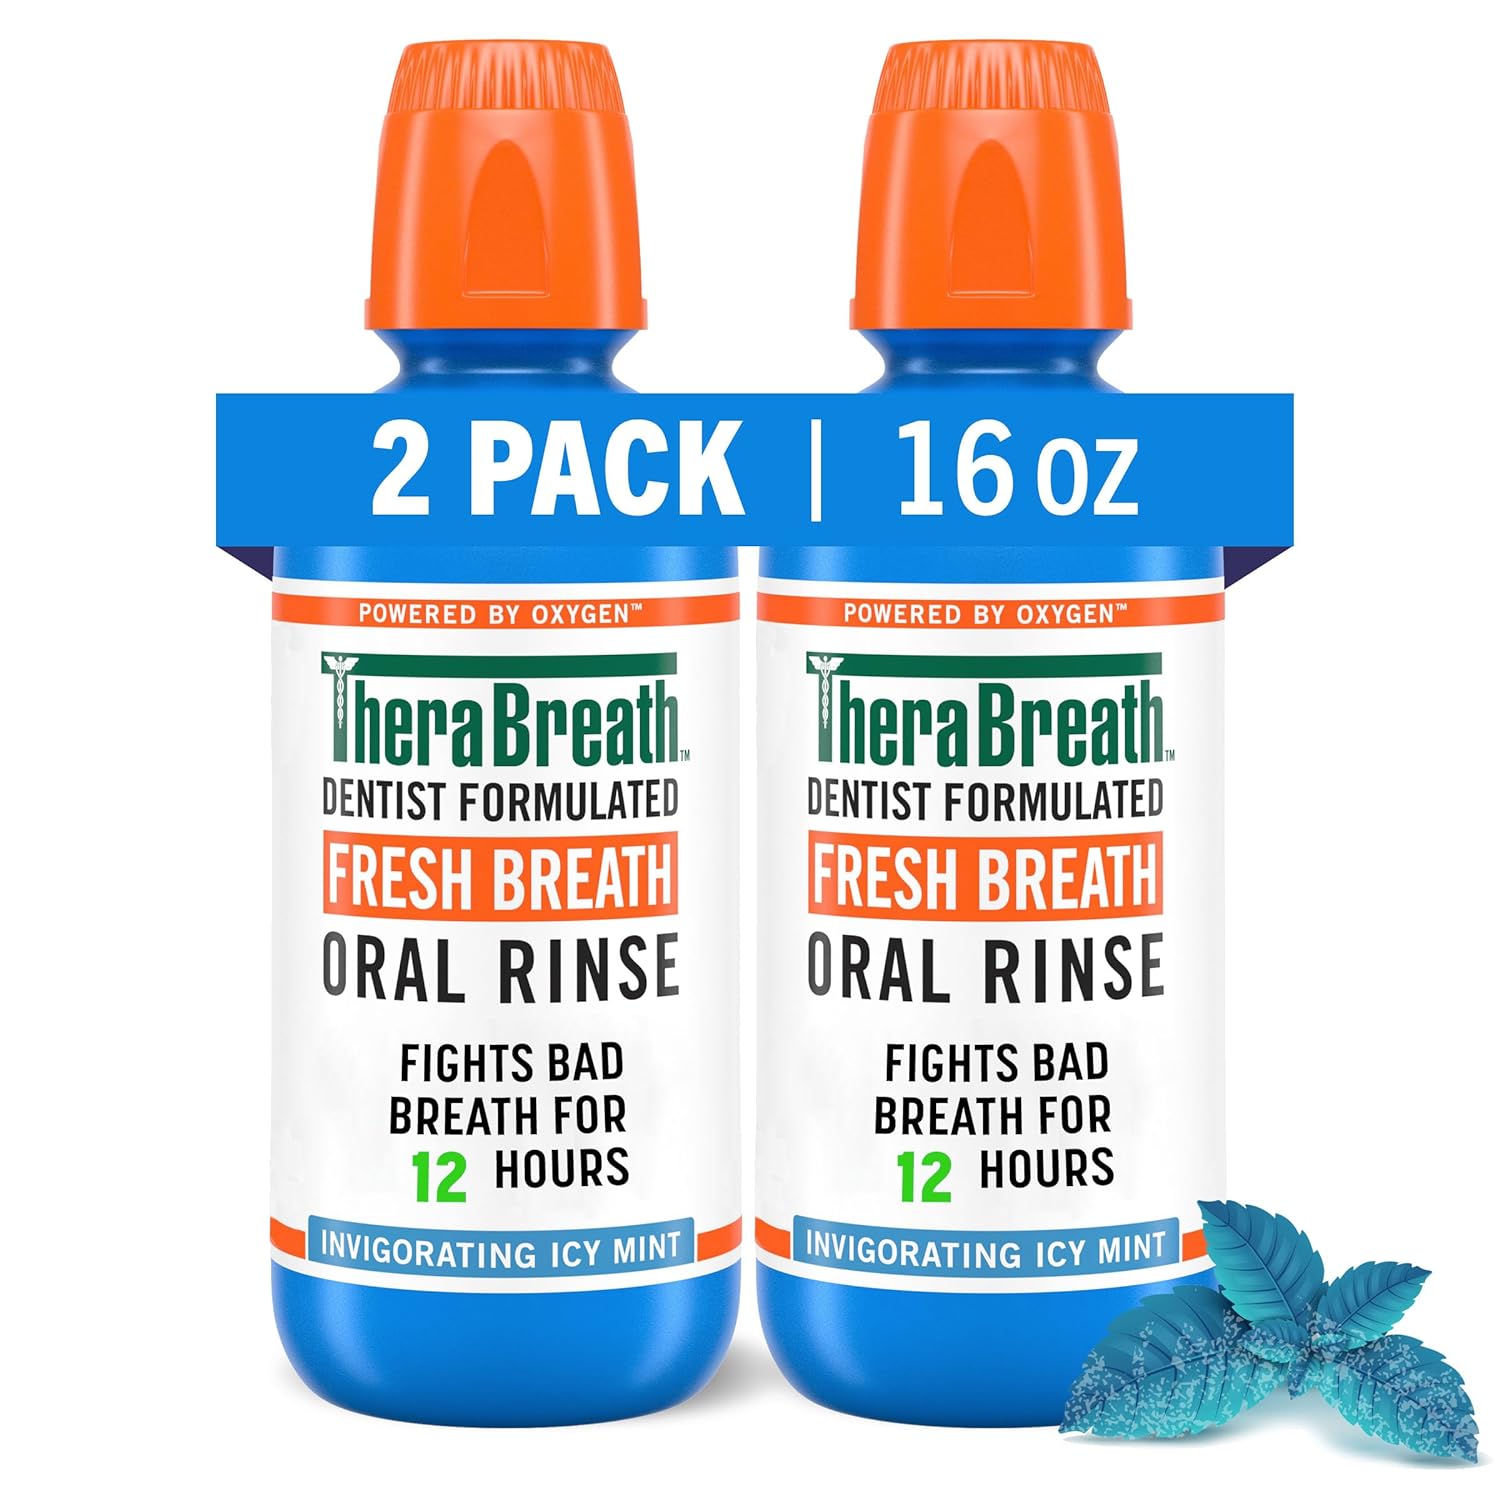 2 PACK | 16 OZ
POWERED BY OXYGEN™
TheraBreath™
DENTIST FORMULATED
FRESH BREATH
ORAL RINSE
FIGHTS BAD
BREATH FOR
12 HOURS
INVIGORATING ICY MINT
POWERED BY OXYGEN™
TheraBreath™
DENTIST FORMULATED
FRESH BREATH
ORAL RINSE
FIGHTS BAD
BREATH FOR
12 HOURS
INVIGORATING ICY MINT